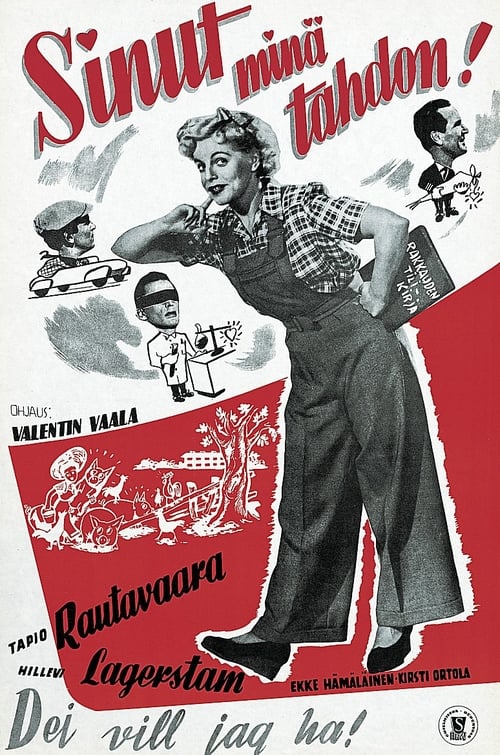 Sinut
minä
tahdon!
RAKKAUDEN
TILI-
KIRJA
OHJAUS:
VALENTIN VAALA
TAPIO Rautavaara
HILLEVI Lagerstam
EKKE HÄMÄLÄINEN·KIRSTI ORTOLA
Dej vill jag ha!